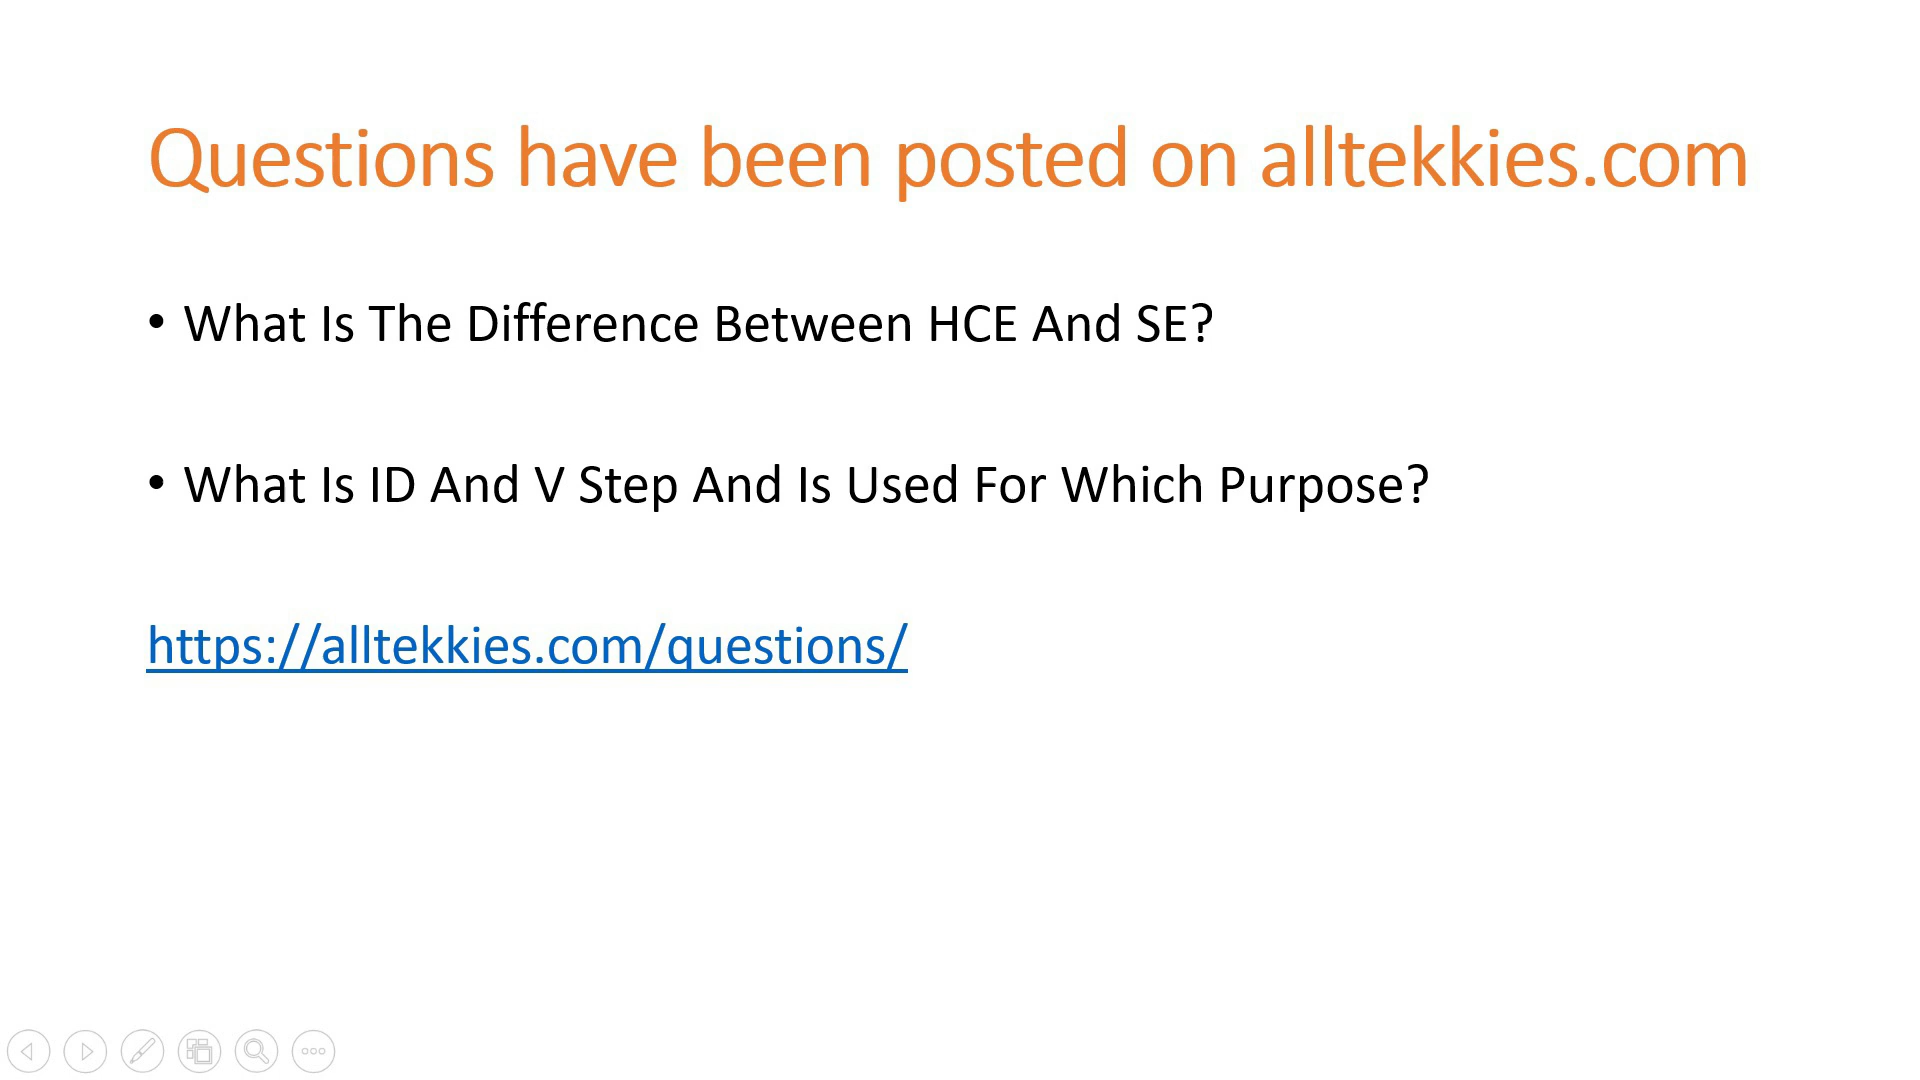 Questions have been posted on alltekkies.com
• What Is The Difference Between HCE And SE?
• What Is ID And V Step And Is Used For Which Purpose?
https://alltekkies.com/questions/